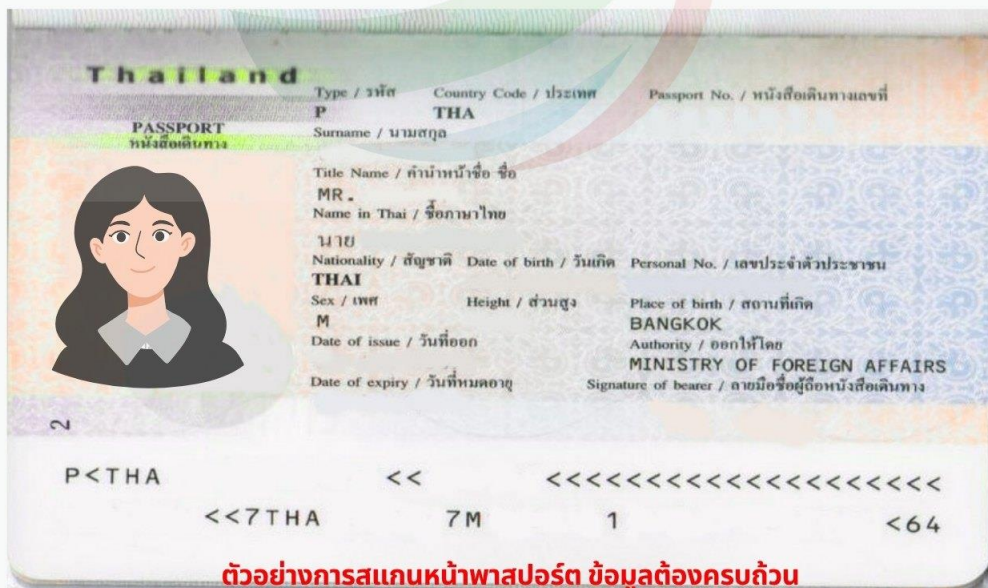 Thailand
PASSPORT
หนังสือเดินทาง
Type / รหัส Country Code / ประเทศ Passport No. / หนังสือเดินทางเลขที่
P THA
Surname / นามสกุล
Title Name / คำนำหน้าชื่อ ชื่อ
MR.
Name in Thai / ชื่อภาษาไทย
นาย
Nationality / สัญชาติ Date of birth / วันเกิด Personal No. / เลขประจำตัวประชาชน
THAI
Sex / เพศ Height / ส่วนสูง Place of birth / สถานที่เกิด
M BANGKOK
Date of issue / วันที่ออก Authority / ออกให้โดย
MINISTRY OF FOREIGN AFFAIRS
Date of expiry / วันที่หมดอายุ Signature of bearer / ลายมือชื่อผู้ถือหนังสือเดินทาง
2
P<THA << <<<<<<<<<<<<<<<<<<<<<
<<7THA 7M 1 <64
ตัวอย่างการสแกนหน้าพาสปอร์ต ข้อมูลต้องครบถ้วน